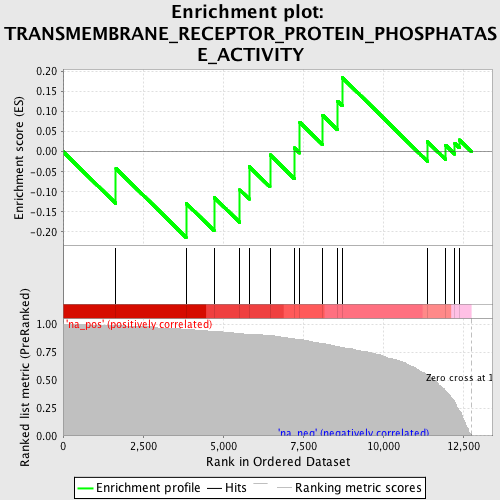 Enrichment plot:
TRANSMEMBRANE_RECEPTOR_PROTEIN_PHOSPHATAS
E_ACTIVITY
Enrichment score (ES)
0.20
0.15
0.10
0.05
0.00
-0.05
-0.10
-0.15
-0.20
'na_pos' (positively correlated)
Ranked list metric (PreRanked)
1.00
0.75
0.50
0.25
0.00
Zero cross at 1
'na_neg' (negatively correlated)
0
2,500
5,000
7,500
10,000
12,500
Rank in Ordered Dataset
Enrichment profile
Hits
Ranking metric scores